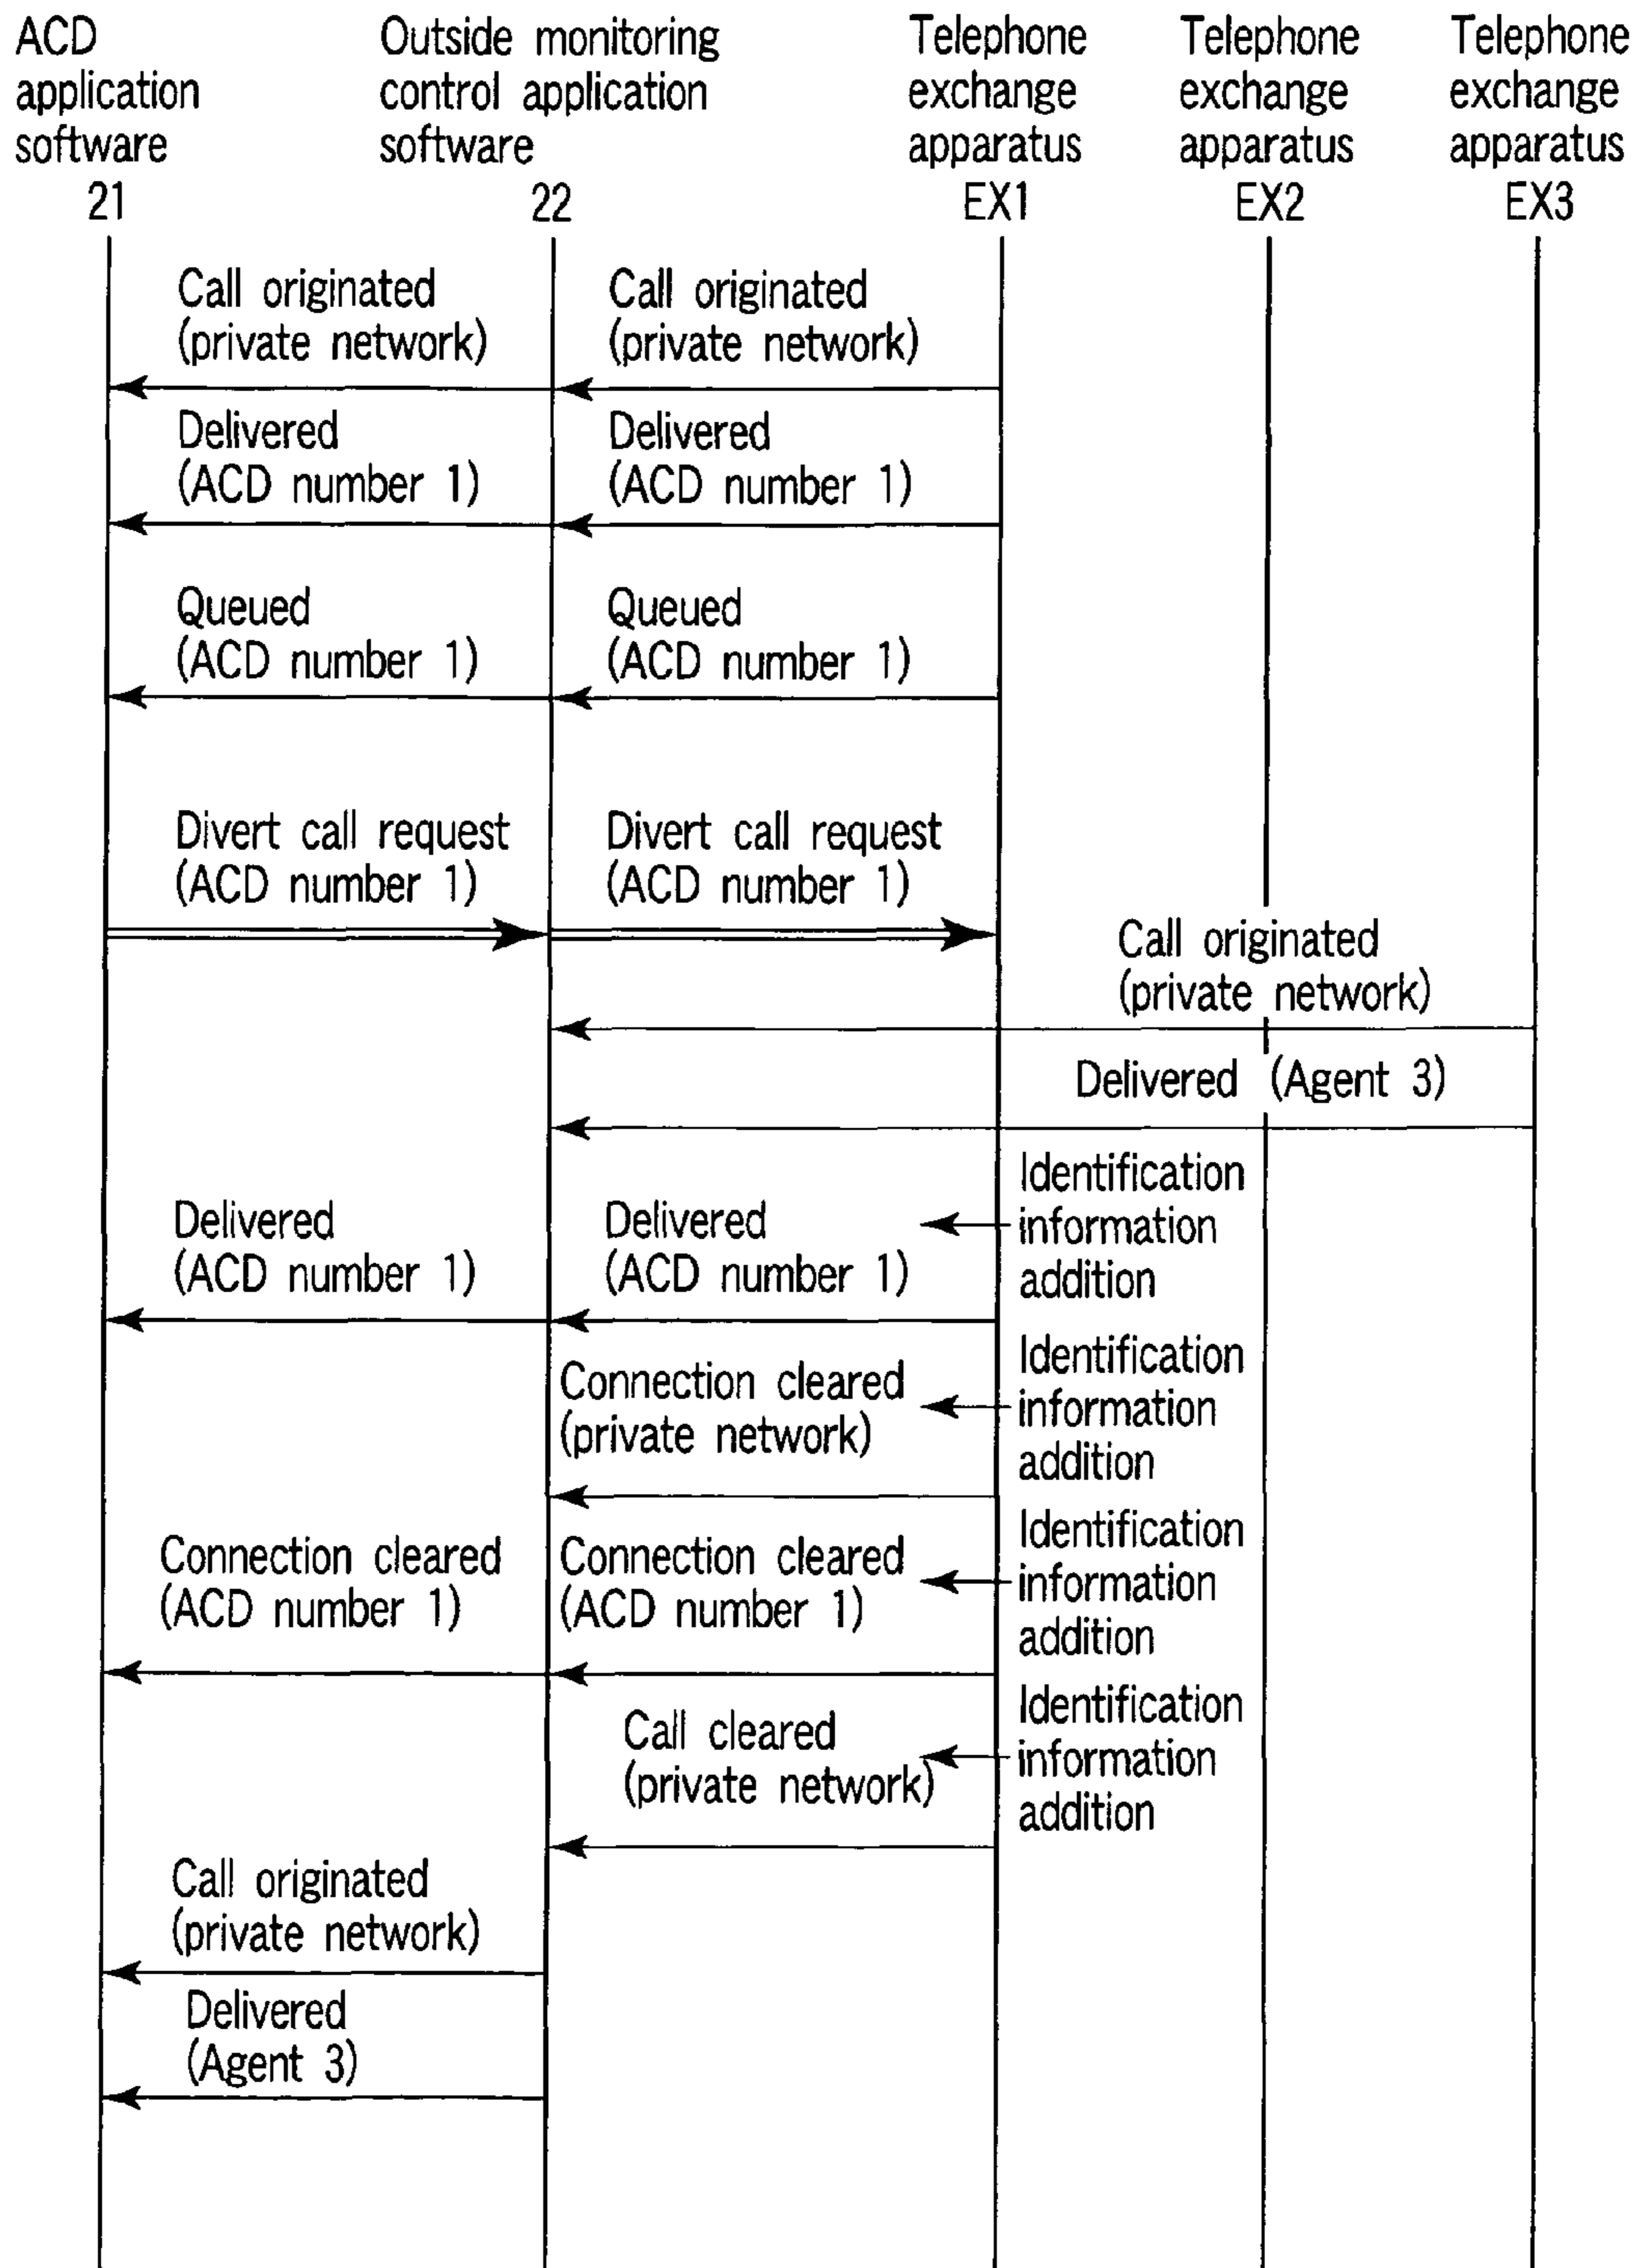 ACD
application
software
21
Outside monitoring
control application
software
22
Telephone
exchange
apparatus
EX1
Telephone
exchange
apparatus
EX2
Telephone
exchange
apparatus
EX3
Call originated
(private network)
Call originated
(private network)
Delivered
(ACD number 1)
Delivered
(ACD number 1)
Queued
(ACD number 1)
Queued
(ACD number 1)
Divert call request
(ACD number 1)
Divert call request
(ACD number 1)
Call originated
(private network)
Delivered (Agent 3)
Delivered
(ACD number 1)
Delivered
(ACD number 1)
Identification
information
addition
Connection cleared
(private network)
Identification
information
addition
Connection cleared
(ACD number 1)
Connection cleared
(ACD number 1)
Identification
information
addition
Call cleared
(private network)
Identification
information
addition
Call originated
(private network)
Delivered
(Agent 3)